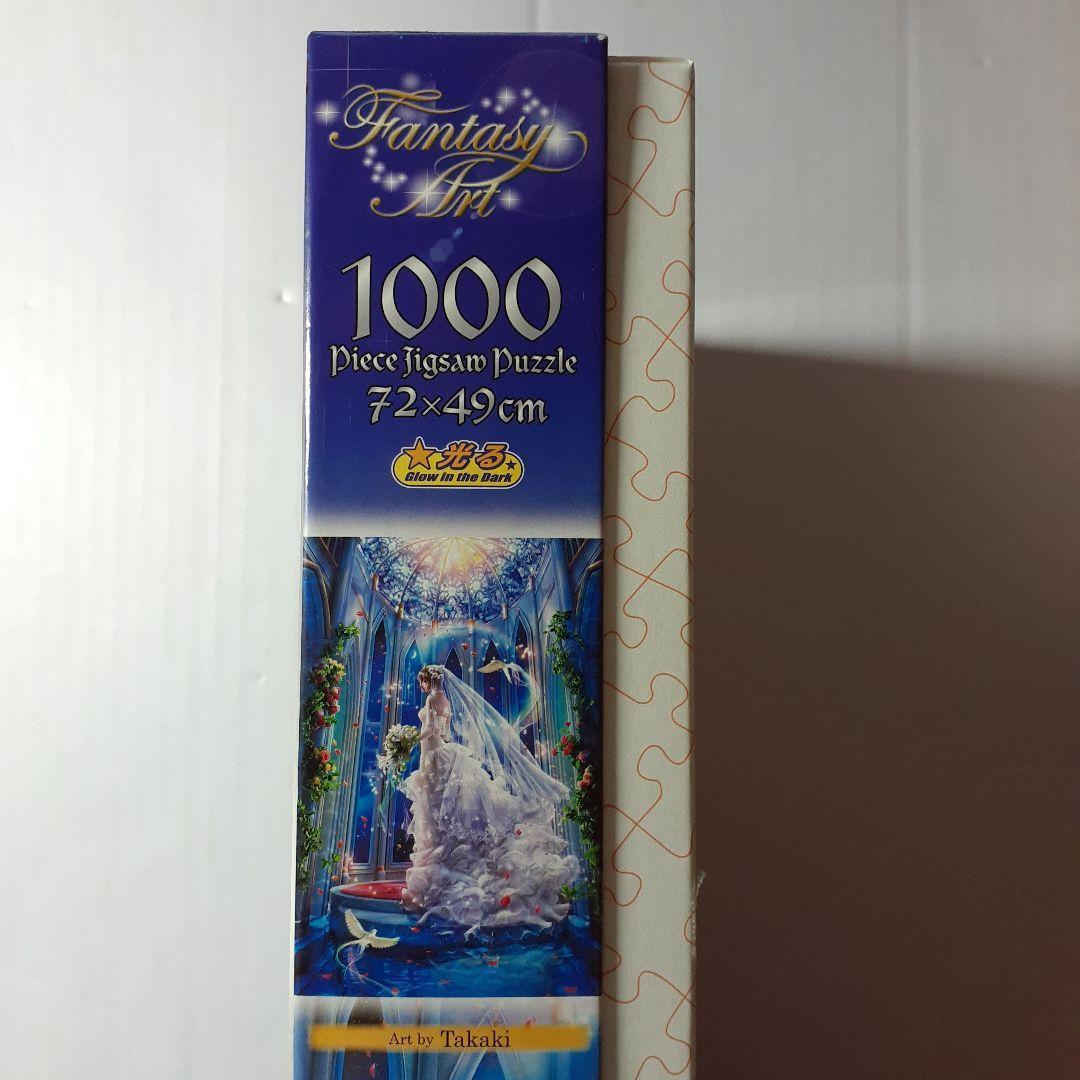 Fantasy
Art
1000
Piece Jigsaw Puzzle
72×49cm
★光る★
Glow in the Dark
Art by Takaki